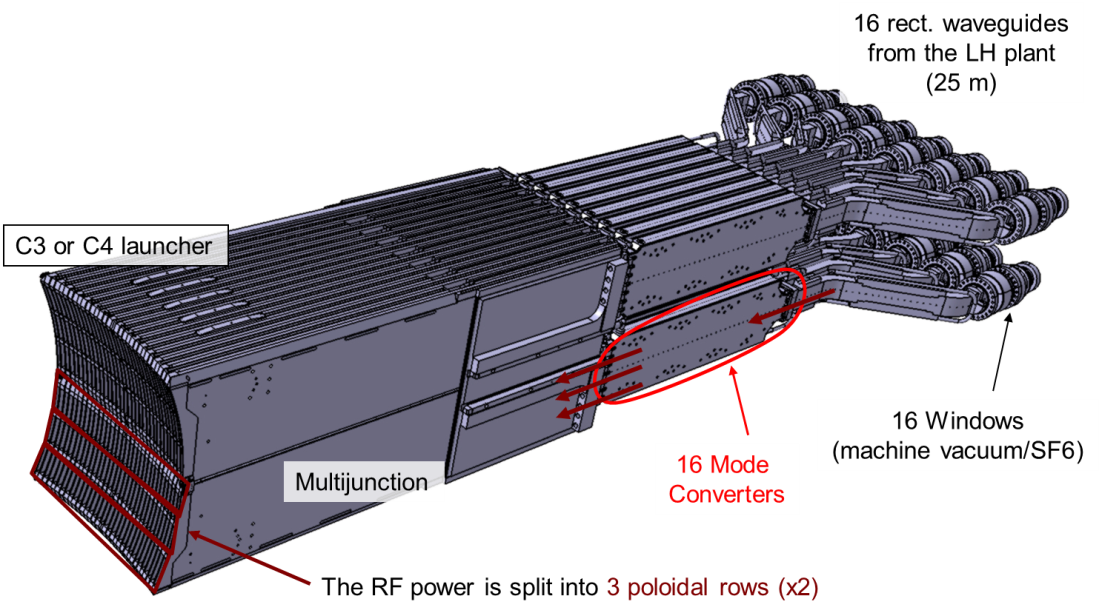 16 rect. waveguides
from the LH plant
(25 m)
C3 or C4 launcher
16 Windows
(machine vacuum/SF6)
16 Mode
Converters
Multijunction
The RF power is split into 3 poloidal rows (x2)